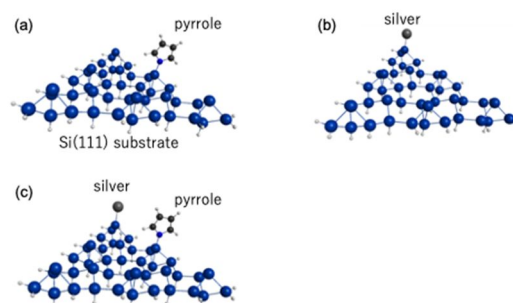 (a)
pyrrole
Si(111) substrate
(b)
silver
(c)
silver
pyrrole